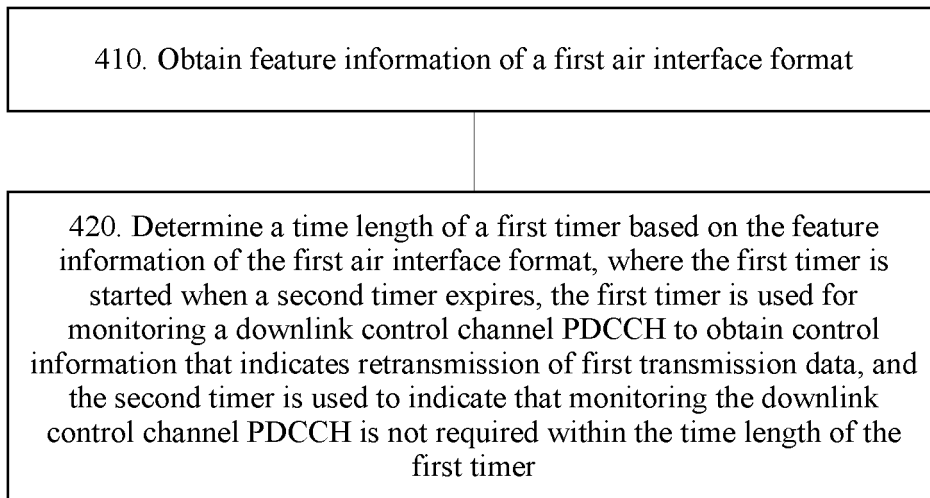 410. Obtain feature information of a first air interface format
420. Determine a time length of a first timer based on the feature
information of the first air interface format, where the first timer is
started when a second timer expires, the first timer is used for
monitoring a downlink control channel PDCCH to obtain control
information that indicates retransmission of first transmission data, and
the second timer is used to indicate that monitoring the downlink
control channel PDCCH is not required within the time length of the
first timer